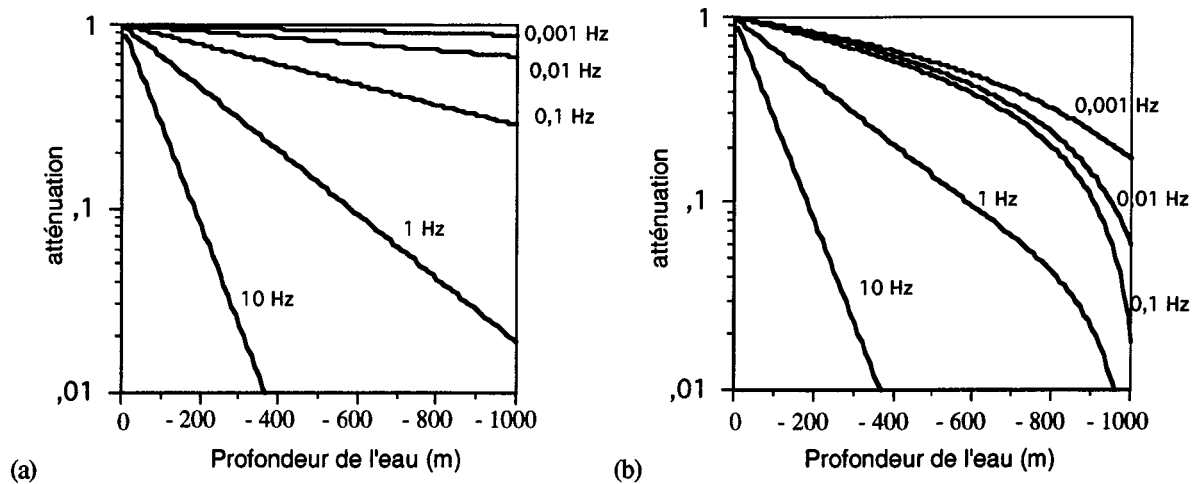 1
0,001 Hz
0,01 Hz
0,1 Hz
1 Hz
10 Hz
,1
,01
atténuation
0 - 200 - 400 - 600 - 800 - 1000
Profondeur de l'eau (m)
(a)
1
0,001 Hz
0,01 Hz
0,1 Hz
1 Hz
10 Hz
,1
,01
atténuation
0 - 200 - 400 - 600 - 800 - 1000
Profondeur de l'eau (m)
(b)